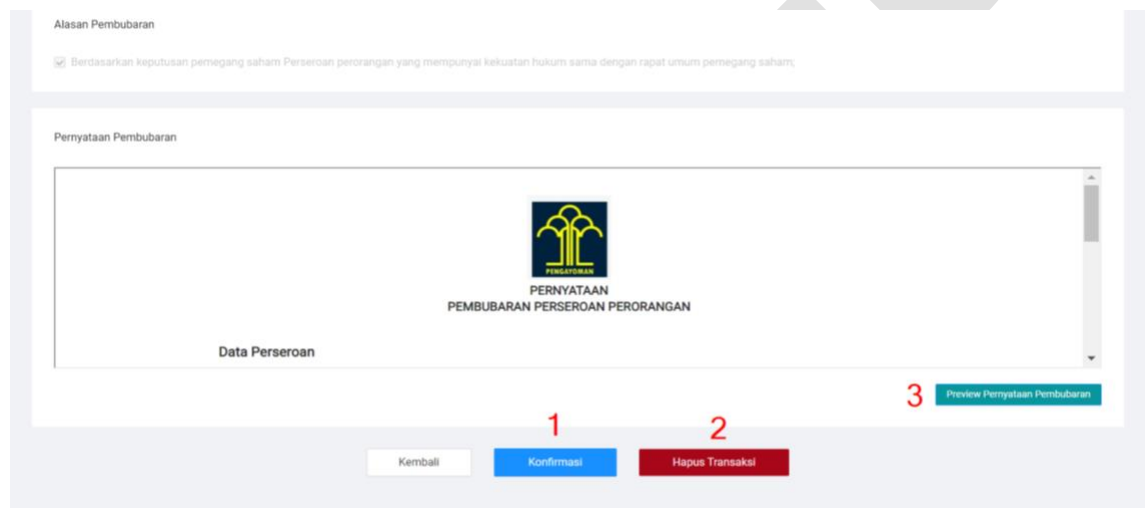 Alasan Pembubaran
Berdasarkan keputusan pemegang saham Perseroan perorangan yang mempunyai kekuatan hukum sama dengan rapat umum pemegang saham;
Pernyataan Pembubaran
PENGAYOMAN
PERNYATAAN
PEMBUBARAN PERSEROAN PERORANGAN
Data Perseroan
3 Preview Pernyataan Pembubaran
1 2
Kembali Konfirmasi Hapus Transaksi